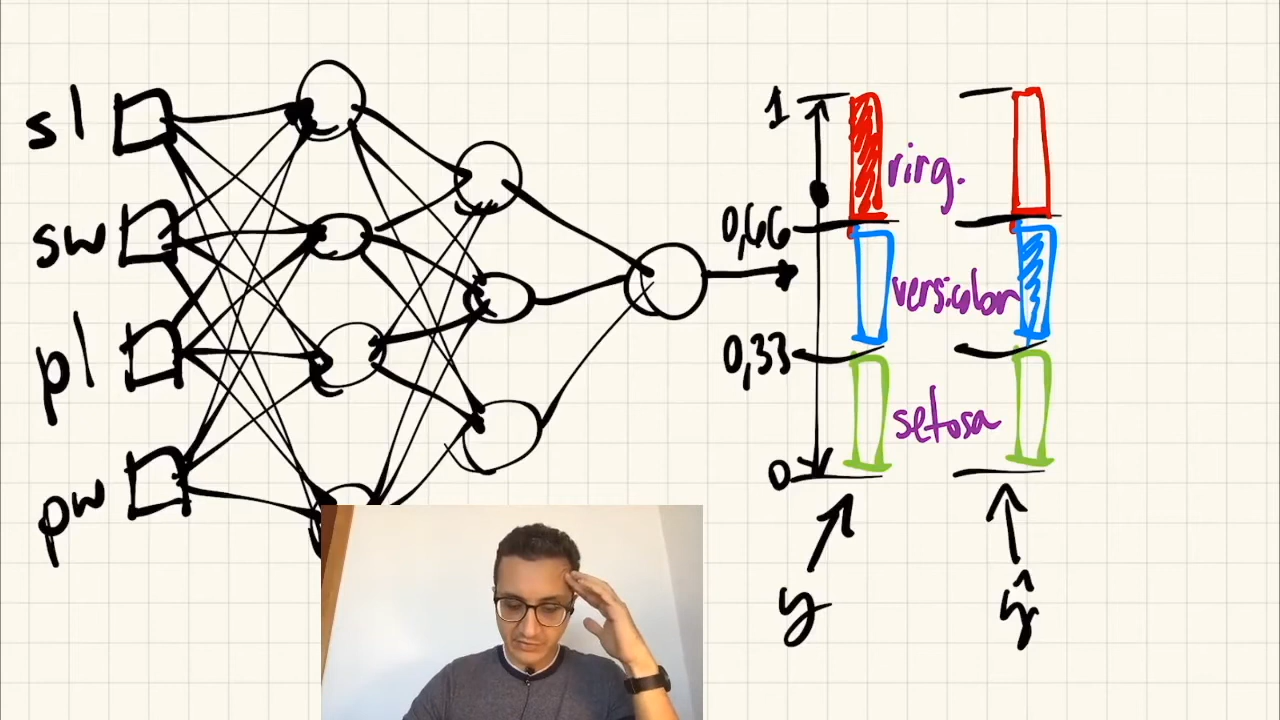 sl
sw
pl
pw
1
0,66
0,33
0
virg.
versicolor
setosa
y
ŷ